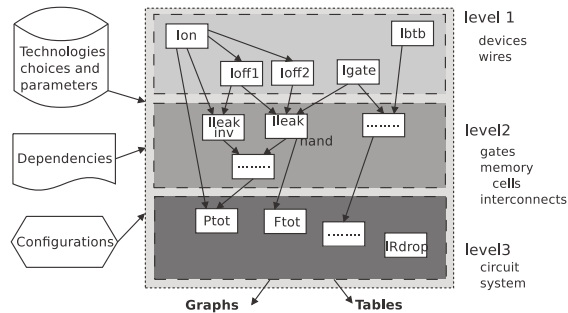 level 1
Ion
Ibtb
Technologies
choices and
parameters
devices
wires
Ioff1
Ioff2
Igate
Ileak
inv
Ileak
nand
........
level2
gates
memory
cells
interconnects
Dependencies
........
Ptot
Ftot
........
IRdrop
Configurations
level3
circuit
system
Graphs
Tables